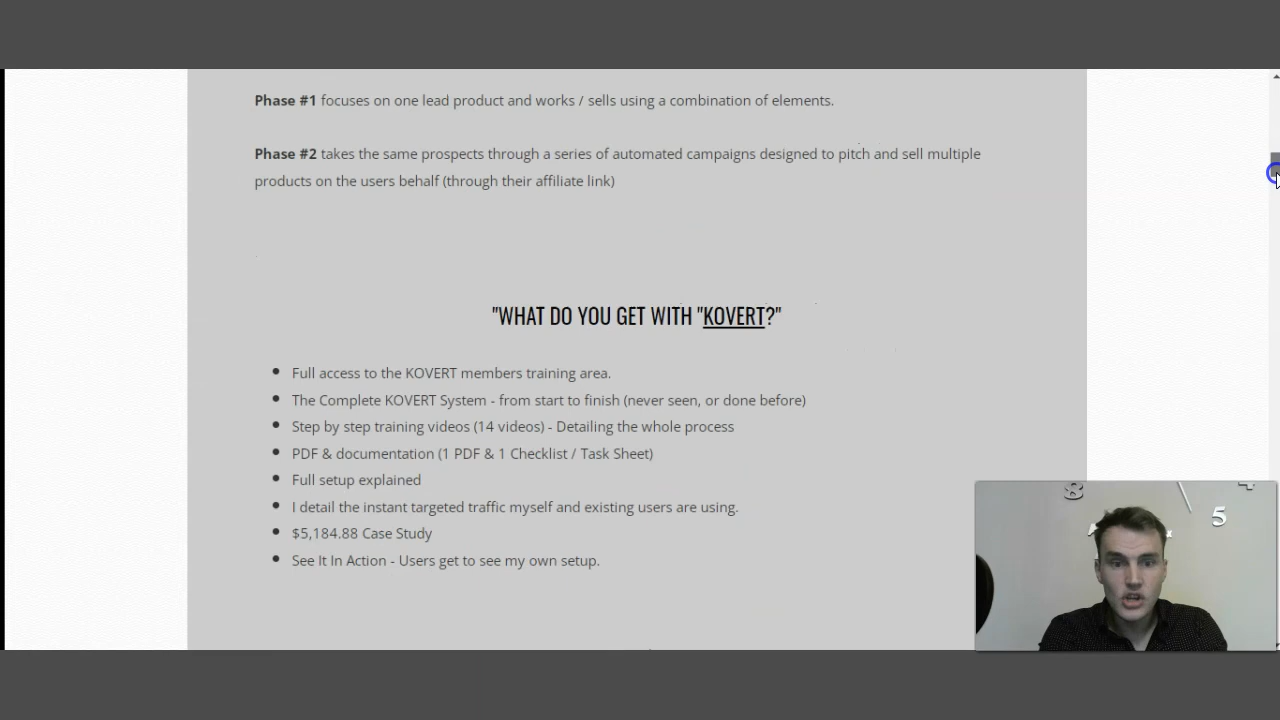 Phase #1 focuses on one lead product and works / sells using a combination of elements.
Phase #2 takes the same prospects through a series of automated campaigns designed to pitch and sell multiple
products on the users behalf (through their affiliate link)
"WHAT DO YOU GET WITH "KOVERT?"
Full access to the KOVERT members training area.
The Complete KOVERT System - from start to finish (never seen, or done before)
Step by step training videos (14 videos) - Detailing the whole process
PDF & documentation (1 PDF & 1 Checklist / Task Sheet)
Full setup explained
I detail the instant targeted traffic myself and existing users are using.
$5,184.88 Case Study
See It In Action - Users get to see my own setup.
8
5